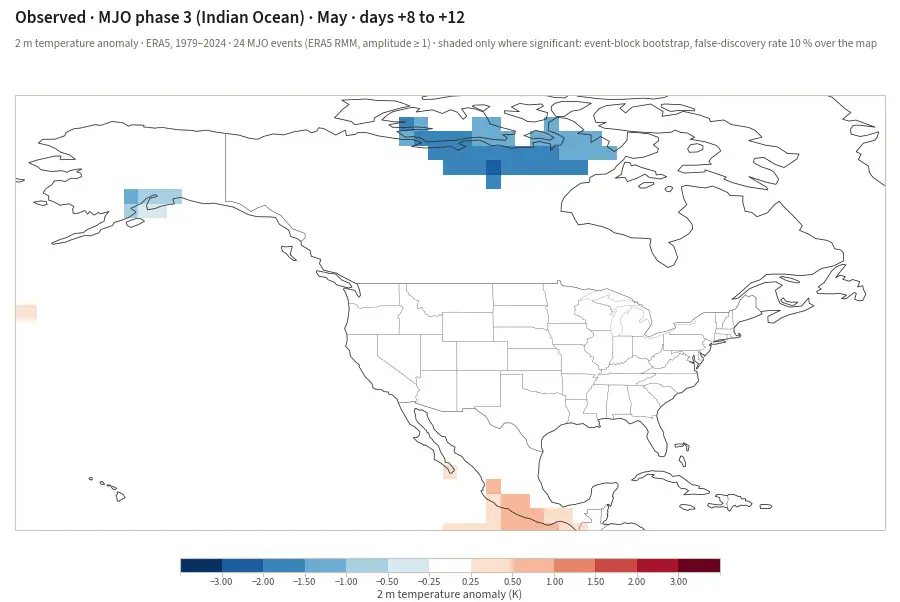 Observed · MJO phase 3 (Indian Ocean) · May · days +8 to +12
2 m temperature anomaly · ERA5, 1979–2024 · 24 MJO events (ERA5 RMM, amplitude ≥ 1) · shaded only where significant: event-block bootstrap, false-discovery rate 10 % over the map
−3.00 −2.00 −1.50 −1.00 −0.50 −0.25 0.25 0.50 1.00 1.50 2.00 3.00
2 m temperature anomaly (K)